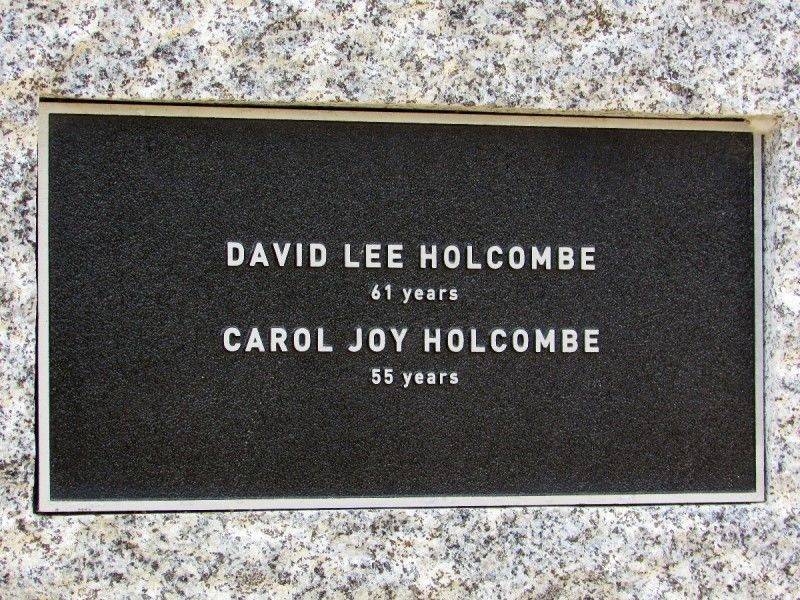 DAVID LEE HOLCOMBE
61 years
CAROL JOY HOLCOMBE
55 years